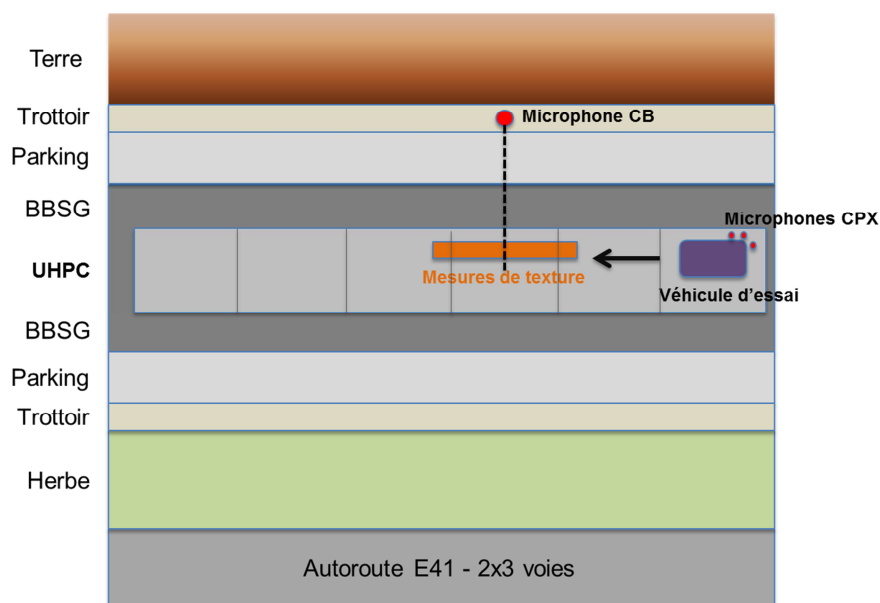 Terre
Trottoir
Microphone CB
Parking
BBSG
Microphones CPX
UHPC
Mesures de texture
Véhicule d'essai
BBSG
Parking
Trottoir
Herbe
Autoroute E41 - 2x3 voies